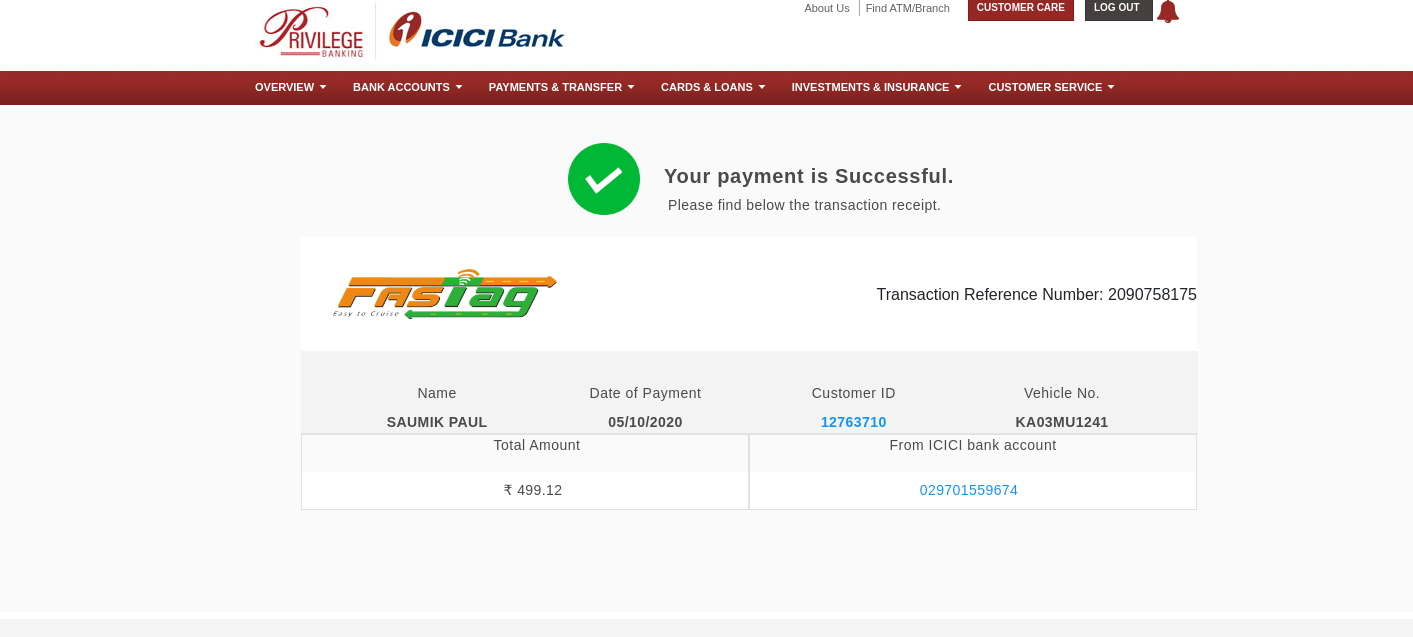 About Us Find ATM/Branch CUSTOMER CARE LOG OUT
PRIVILEGE
BANKING
ICICI Bank
OVERVIEW BANK ACCOUNTS PAYMENTS & TRANSFER CARDS & LOANS INVESTMENTS & INSURANCE CUSTOMER SERVICE
Your payment is Successful.
Please find below the transaction receipt.
FASTag
Easy to Cruise
Transaction Reference Number: 2090758175
Name Date of Payment Customer ID Vehicle No.
SAUMIK PAUL 05/10/2020 12763710 KA03MU1241
Total Amount From ICICI bank account
₹ 499.12 029701559674